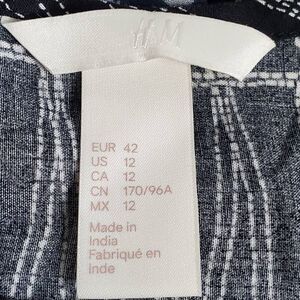 H&M
EUR 42
US 12
CA 12
CN 170/96A
MX 12
Made in
India
Fabriqué en
inde